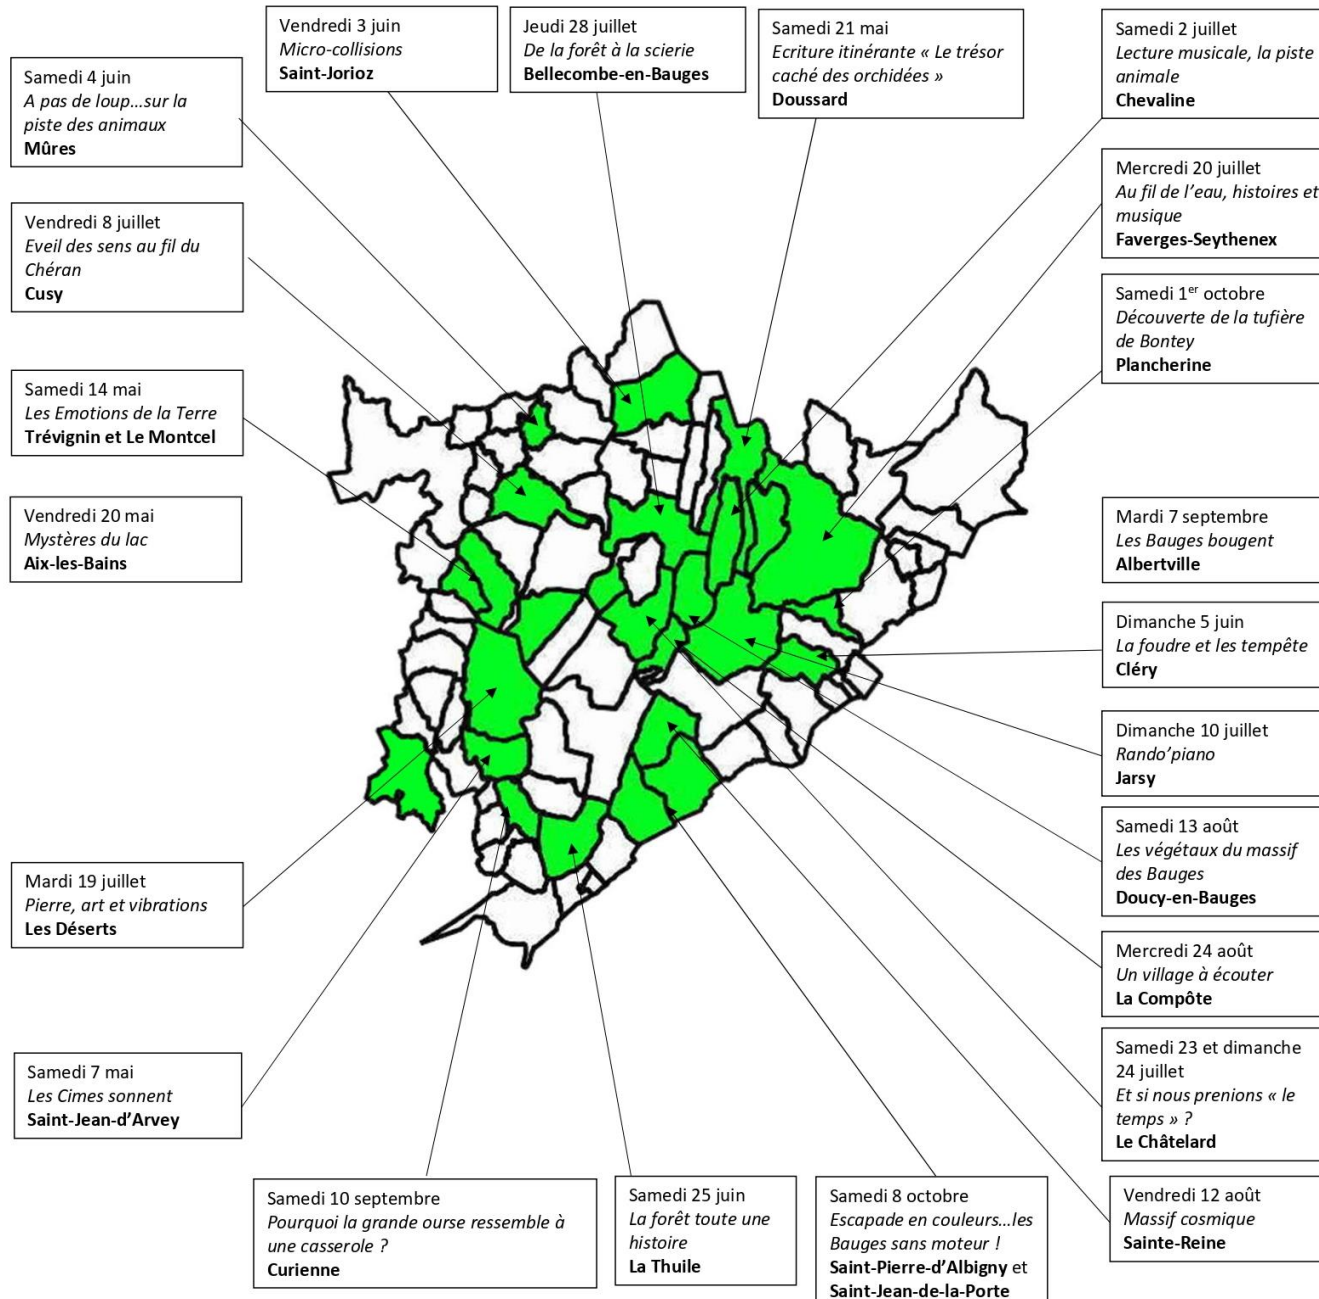 Vendredi 3 juin
Micro-collisions
Saint-Jorioz
Jeudi 28 juillet
De la forêt à la scierie
Bellecombe-en-Bauges
Samedi 21 mai
Ecriture itinérante « Le trésor
caché des orchidées »
Doussard
Samedi 2 juillet
Lecture musicale, la piste
animale
Chevaline
Samedi 4 juin
A pas de loup...sur la
piste des animaux
Mûres
Mercredi 20 juillet
Au fil de l'eau, histoires et
musique
Faverges-Seythenex
Vendredi 8 juillet
Eveil des sens au fil du
Chéran
Cusy
Samedi 1er octobre
Découverte de la tufière
de Bontey
Plancherine
Samedi 14 mai
Les Emotions de la Terre
Trévignin et Le Montcel
Vendredi 20 mai
Mystères du lac
Aix-les-Bains
Mardi 7 septembre
Les Bauges bougent
Albertville
Dimanche 5 juin
La foudre et les tempête
Cléry
Dimanche 10 juillet
Rando'piano
Jarsy
Samedi 13 août
Les végétaux du massif
des Bauges
Doucy-en-Bauges
Mardi 19 juillet
Pierre, art et vibrations
Les Déserts
Mercredi 24 août
Un village à écouter
La Compôte
Samedi 23 et dimanche
24 juillet
Et si nous prenions « le
temps » ?
Le Châtelard
Samedi 7 mai
Les Cimes sonnent
Saint-Jean-d'Arvey
Samedi 10 septembre
Pourquoi la grande ourse ressemble à
une casserole ?
Curienne
Samedi 25 juin
La forêt toute une
histoire
La Thuile
Samedi 8 octobre
Escapade en couleurs...les
Bauges sans moteur !
Saint-Pierre-d'Albigny et
Saint-Jean-de-la-Porte
Vendredi 12 août
Massif cosmique
Sainte-Reine